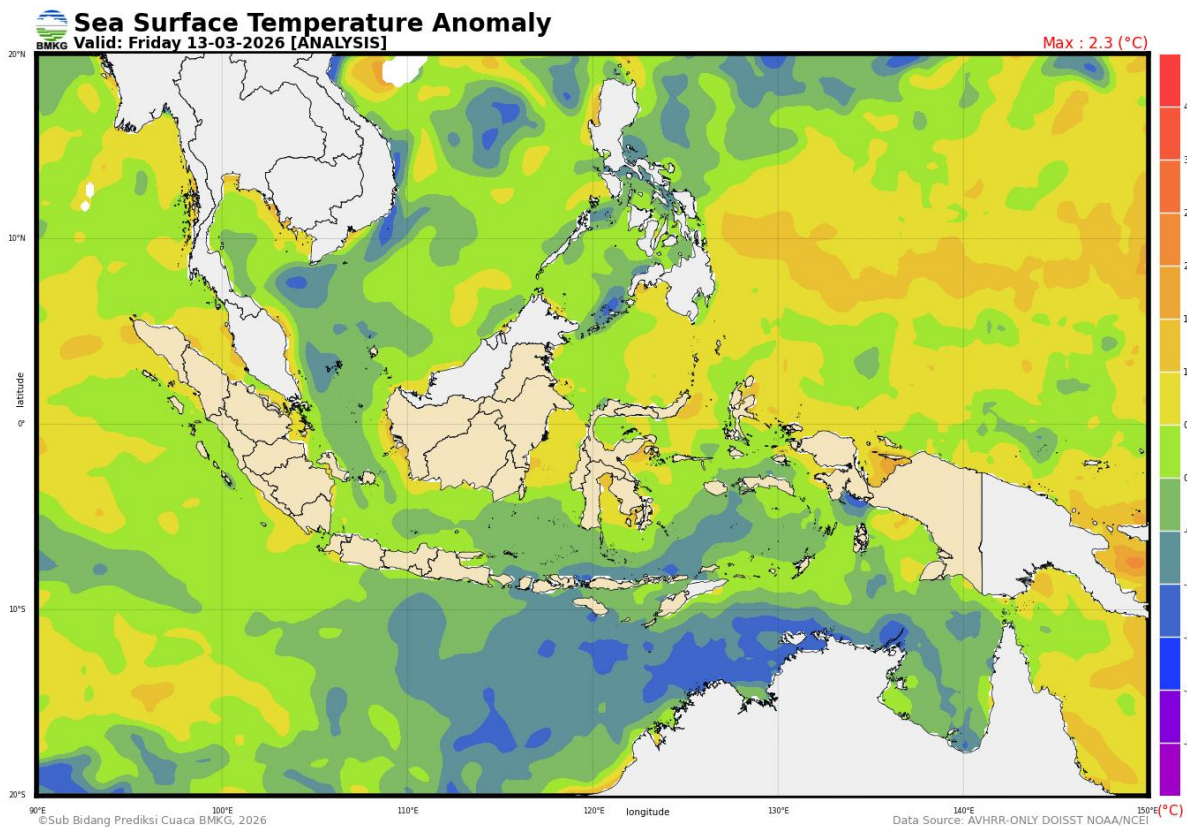 Sea Surface Temperature Anomaly
BMKG
Valid: Friday 13-03-2026 [ANALYSIS]
Max : 2.3 (°C)
20°N
10°N
0°
10°S
20°S
latitude
90°E
100°E
110°E
120°E
longitude
130°E
140°E
150°E
(°C)
©Sub Bidang Prediksi Cuaca BMKG, 2026
Data Source: AVHRR-ONLY DOISST NOAA/NCEI